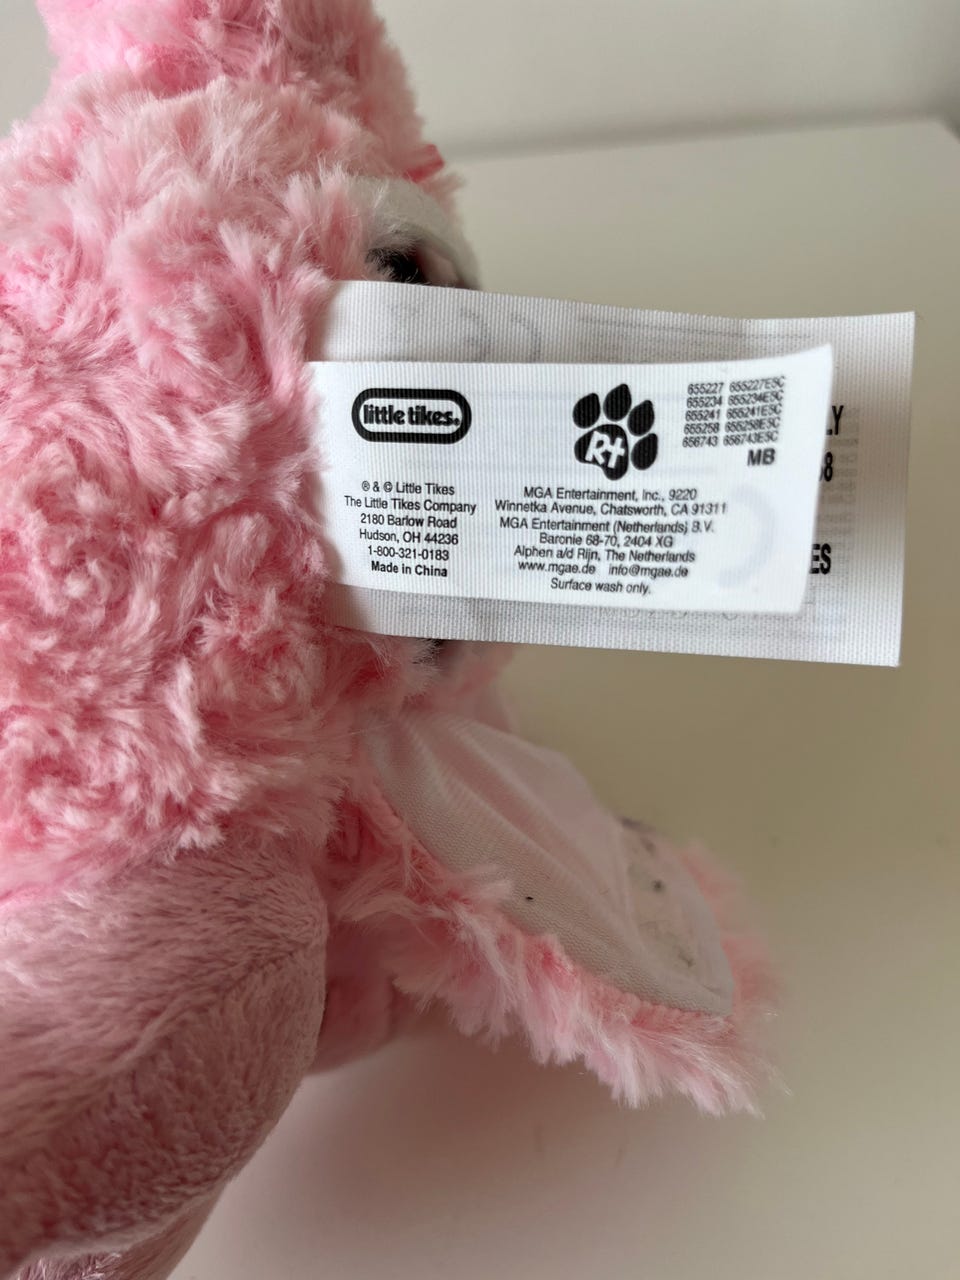 little tikes®
® & © Little Tikes
The Little Tikes Company
2180 Barlow Road
Hudson, OH 44236
1-800-321-0183
Made in China
R+
655227 655227E5C
655234 655234E5C
655241 655241E5C
655258 655258E5C
656743 656743E5C
MB
MGA Entertainment, Inc., 9220
Winnetka Avenue, Chatsworth, CA 91311
MGA Entertainment (Netherlands) B.V.
Baronie 68-70, 2404 XG
Alphen a/d Rijn, The Netherlands
www.mgae.de info@mgae.de
Surface wash only.